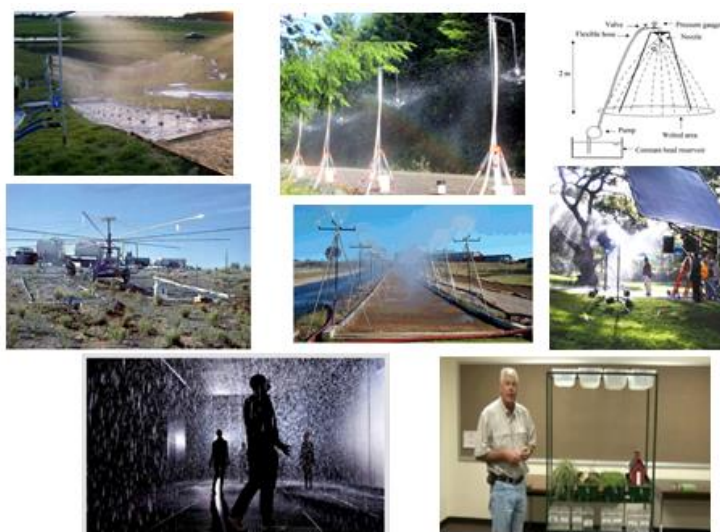 Valve
Pressure gauge
Flexible hose
Nozzle
2 m
Wetted area
Pump
Constant head reservoir